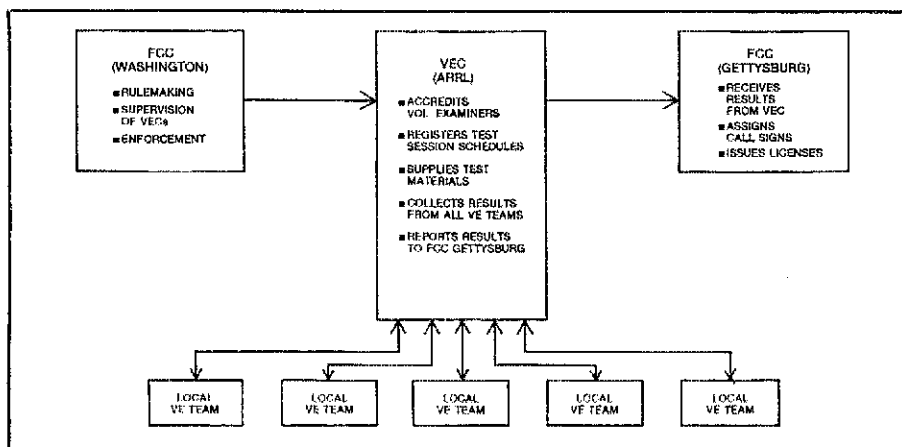 FCC
(WASHINGTON)
■RULEMAKING
■SUPERVISION
OF VECs
■ENFORCEMENT
VEC
(ARRL)
■ACCREDITS
VOL. EXAMINERS
■REGISTERS TEST
SESSION SCHEDULES
■SUPPLIES TEST
MATERIALS
■COLLECTS RESULTS
FROM ALL VE TEAMS
■REPORTS RESULTS
TO FCC GETTYSBURG
FCC
(GETTYSBURG)
■RECEIVES
RESULTS
FROM VEC
■ASSIGNS
CALL SIGNS
■ISSUES LICENSES
LOCAL
VE TEAM
LOCAL
VE TEAM
LOCAL
VE TEAM
LOCAL
VE TEAM
LOCAL
VE TEAM